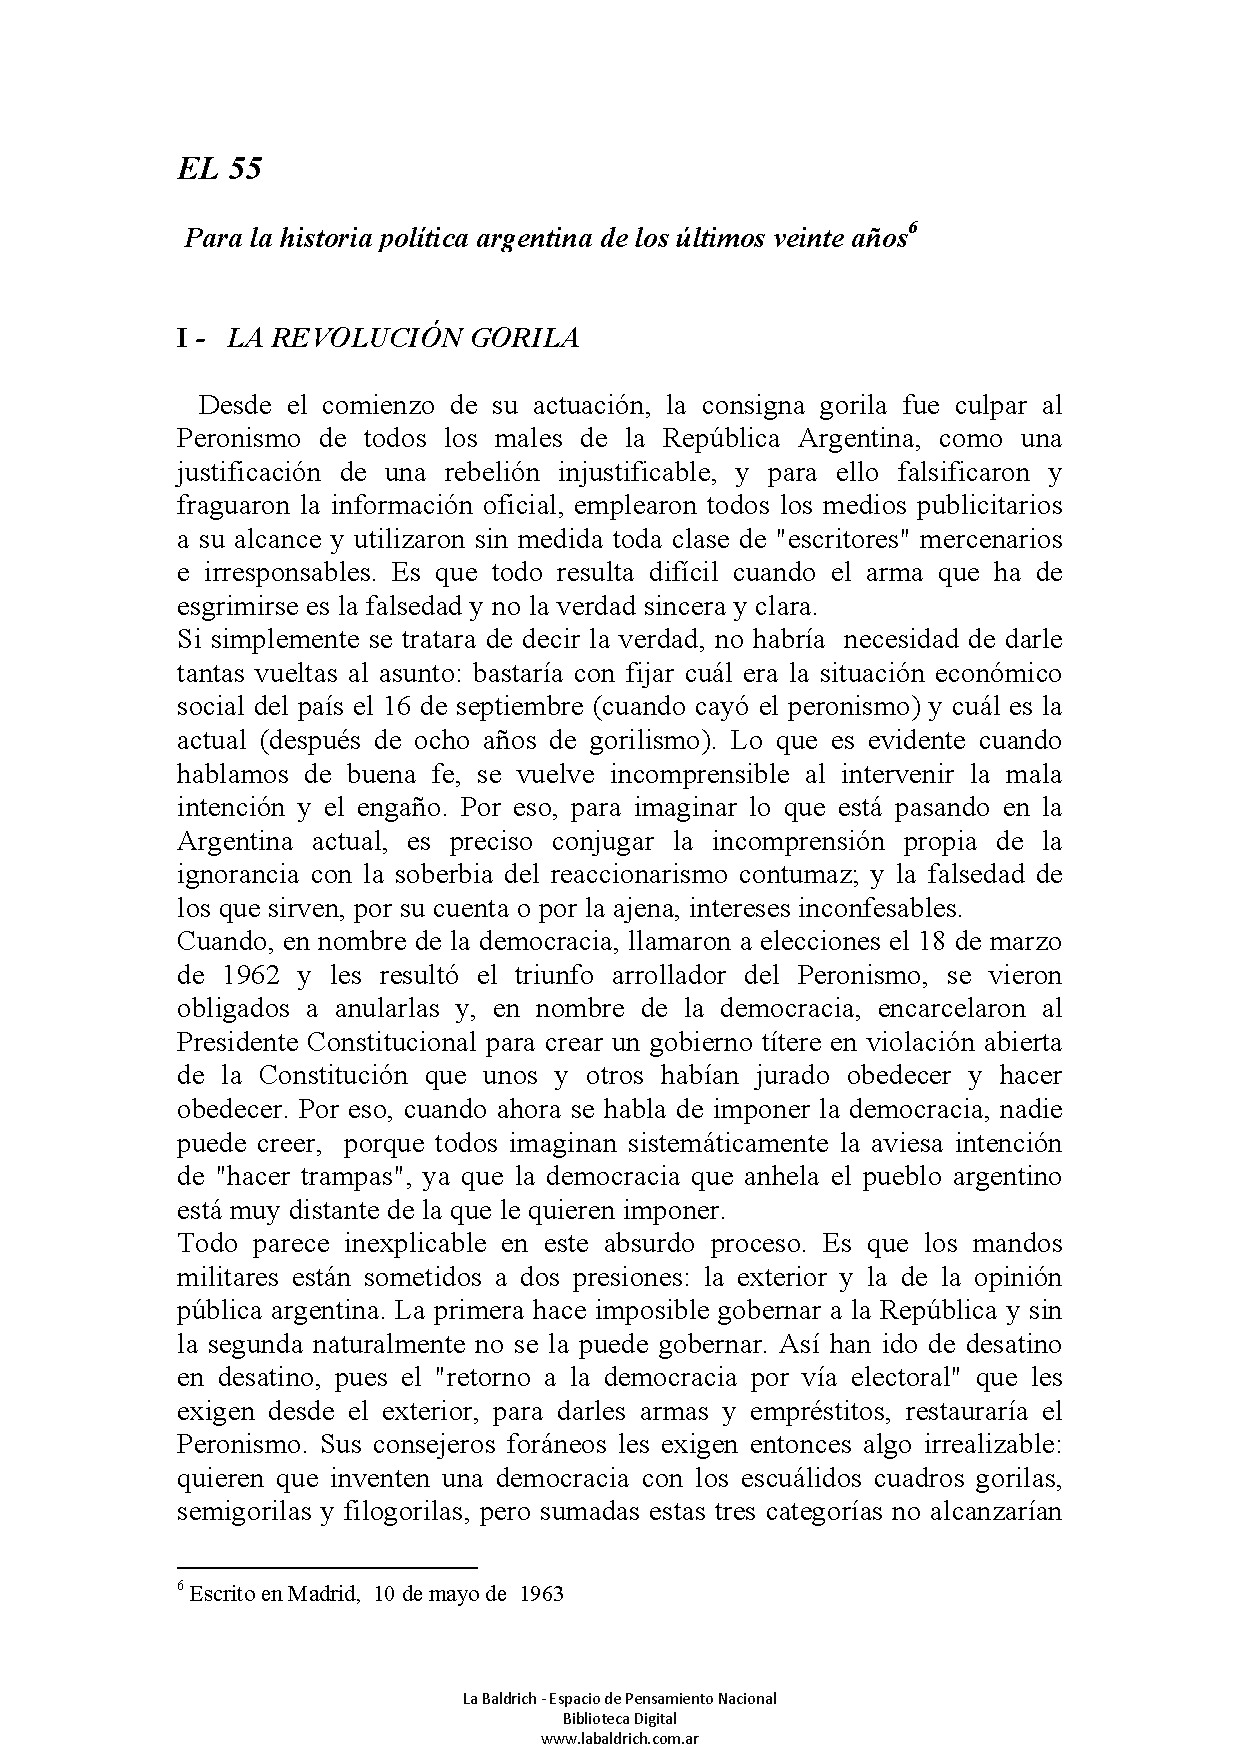 EL 55
Para la historia política argentina de los últimos veinte años6
I - LA REVOLUCIÓN GORILA
Desde el comienzo de su actuación, la consigna gorila fue culpar al
Peronismo de todos los males de la República Argentina, como una
justificación de una rebelión injustificable, y para ello falsificaron y
fraguaron la información oficial, emplearon todos los medios publicitarios
a su alcance y utilizaron sin medida toda clase de "escritores" mercenarios
e irresponsables. Es que todo resulta difícil cuando el arma que ha de
esgrimirse es la falsedad y no la verdad sincera y clara.
Si simplemente se tratara de decir la verdad, no habría necesidad de darle
tantas vueltas al asunto: bastaría con fijar cuál era la situación económico
social del país el 16 de septiembre (cuando cayó el peronismo) y cuál es la
actual (después de ocho años de gorilismo). Lo que es evidente cuando
hablamos de buena fe, se vuelve incomprensible al intervenir la mala
intención y el engaño. Por eso, para imaginar lo que está pasando en la
Argentina actual, es preciso conjugar la incomprensión propia de la
ignorancia con la soberbia del reaccionarismo contumaz; y la falsedad de
los que sirven, por su cuenta o por la ajena, intereses inconfesables.
Cuando, en nombre de la democracia, llamaron a elecciones el 18 de marzo
de 1962 y les resultó el triunfo arrollador del Peronismo, se vieron
obligados a anularlas y, en nombre de la democracia, encarcelaron al
Presidente Constitucional para crear un gobierno títere en violación abierta
de la Constitución que unos y otros habían jurado obedecer y hacer
obedecer. Por eso, cuando ahora se habla de imponer la democracia, nadie
puede creer, porque todos imaginan sistemáticamente la aviesa intención
de "hacer trampas", ya que la democracia que anhela el pueblo argentino
está muy distante de la que le quieren imponer.
Todo parece inexplicable en este absurdo proceso. Es que los mandos
militares están sometidos a dos presiones: la exterior y la de la opinión
pública argentina. La primera hace imposible gobernar a la República y sin
la segunda naturalmente no se la puede gobernar. Así han ido de desatino
en desatino, pues el "retorno a la democracia por vía electoral" que les
exigen desde el exterior, para darles armas y empréstitos, restauraría el
Peronismo. Sus consejeros foráneos les exigen entonces algo irrealizable:
quieren que inventen una democracia con los escuálidos cuadros gorilas,
semigorilas y filogorilas, pero sumadas estas tres categorías no alcanzarían
6 Escrito en Madrid, 10 de mayo de 1963
La Baldrich - Espacio de Pensamiento Nacional
Biblioteca Digital
www.labaldrich.com.ar